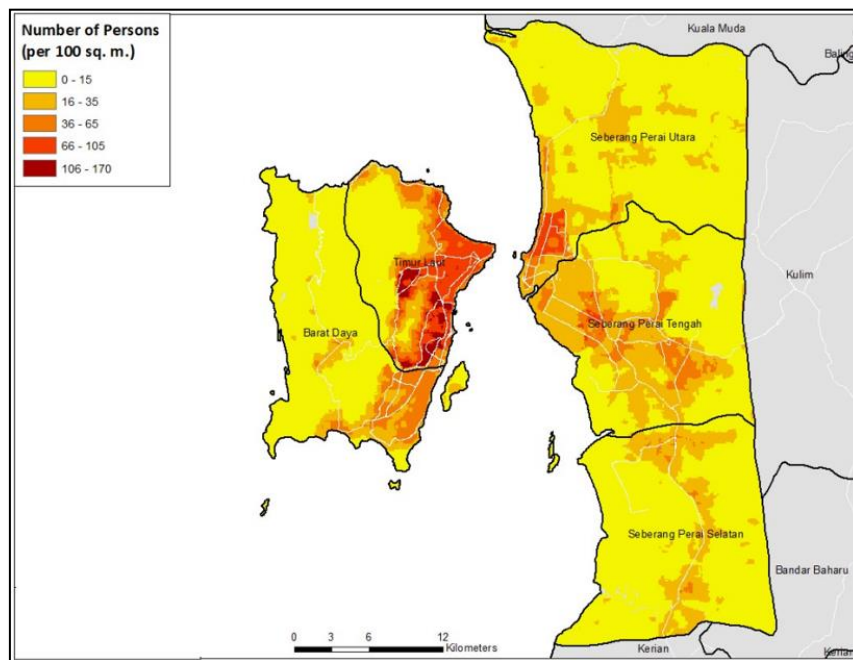 Number of Persons
(per 100 sq. m.)
0 - 15
16 - 35
36 - 65
66 - 105
106 - 170
Kuala Muda
Baling
Seberang Perai Utara
Timur Laut
Kulim
Seberang Perai Tengah
Barat Daya
Seberang Perai Selatan
Bandar Baharu
0 3 6 12
Kilometers
Kerian